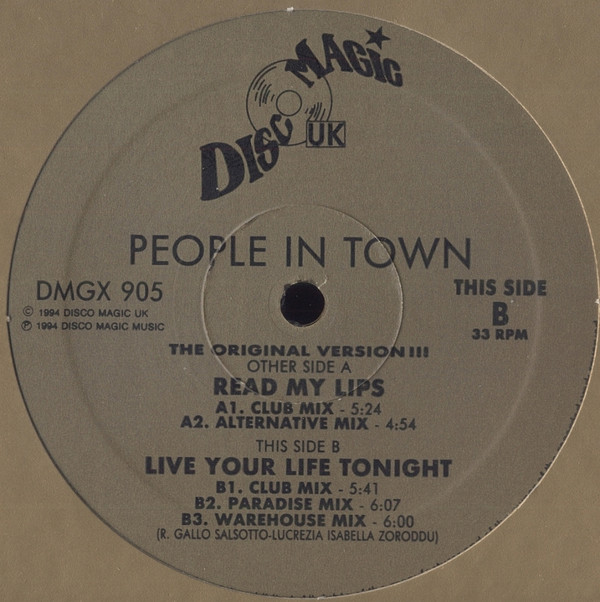 DISCO MAGIC
UK
PEOPLE IN TOWN
DMGX 905
© 1994 DISCO MAGIC UK
℗ 1994 DISCO MAGIC MUSIC
THIS SIDE
B
33 RPM
THE ORIGINAL VERSION!!!
OTHER SIDE A
READ MY LIPS
A1. CLUB MIX - 5:24
A2. ALTERNATIVE MIX - 4:54
THIS SIDE B
LIVE YOUR LIFE TONIGHT
B1. CLUB MIX - 5:41
B2. PARADISE MIX - 6:07
B3. WAREHOUSE MIX - 6:00
(R. GALLO SALSOTTO-LUCREZIA ISABELLA ZORODDU)